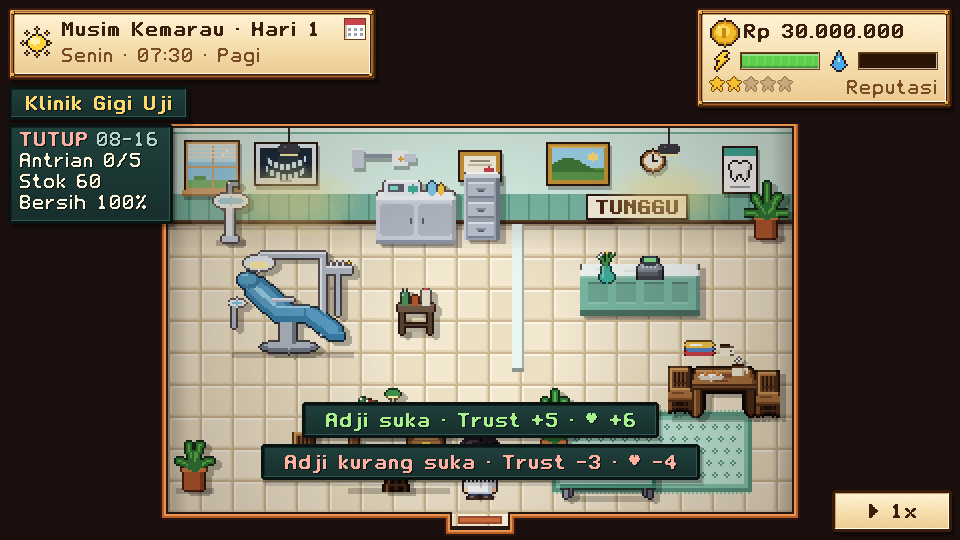 Musim Kemarau · Hari 1
Senin · 07:30 · Pagi
Rp 30.000.000
Reputasi
Klinik Gigi Uji
TUTUP 08-16
Antrian 0/5
Stok 60
Bersih 100%
TUNGGU
Adji suka · Trust +5 · ♥ +6
Adji kurang suka · Trust -3 · ♥ -4
1x